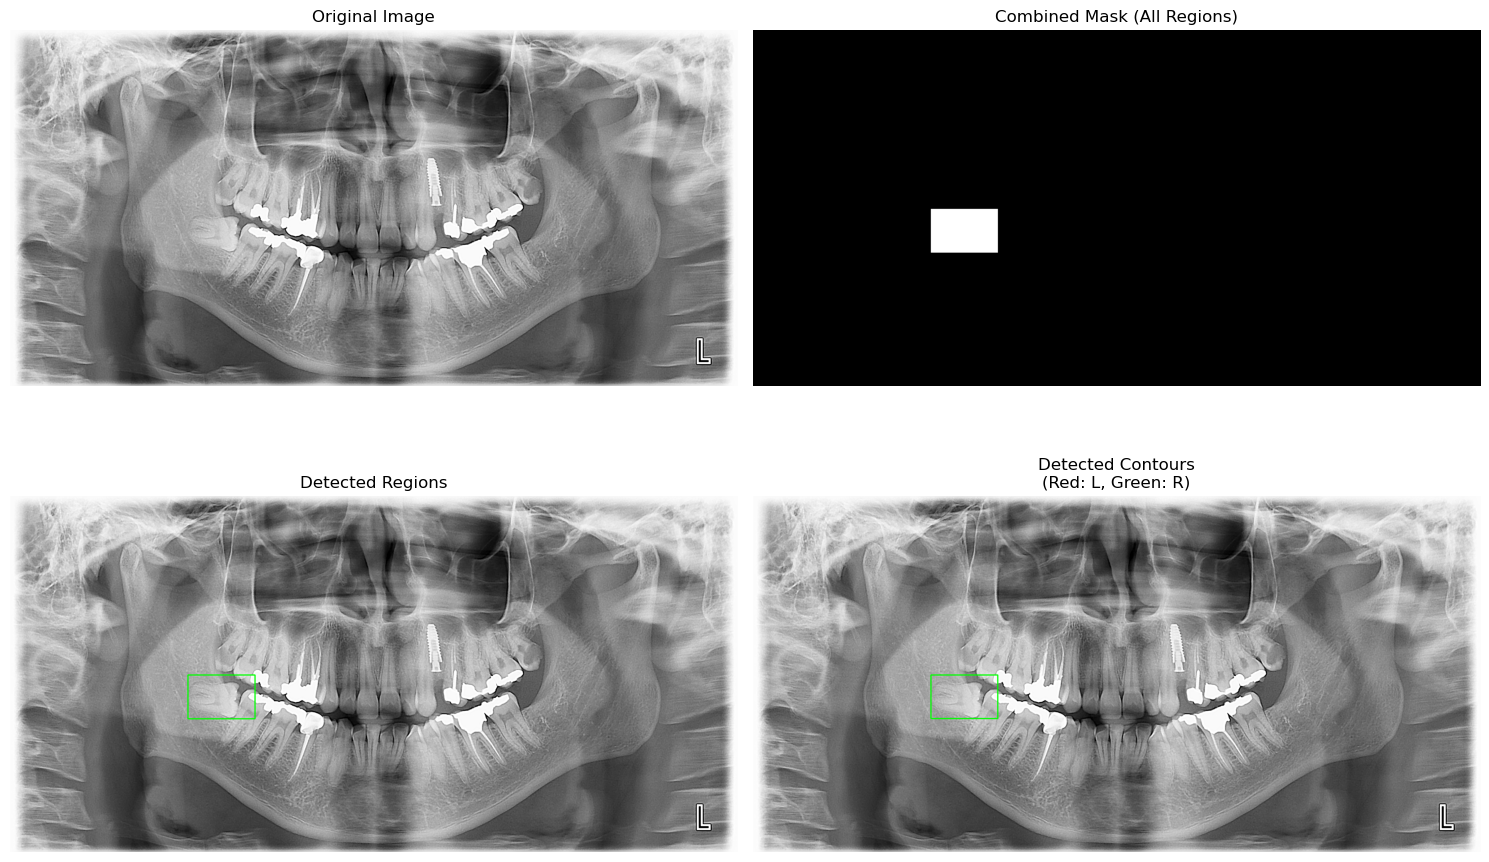 Original Image
Combined Mask (All Regions)
L
Detected Regions
Detected Contours
(Red: L, Green: R)
L
L